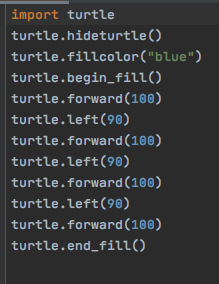 import turtle
turtle.hideturtle()
turtle.fillcolor("blue")
turtle.begin_fill()
turtle.forward(100)
turtle.left(90)
turtle.forward(100)
turtle.left(90)
turtle.forward(100)
turtle.left(90)
turtle.forward(100)
turtle.end_fill()